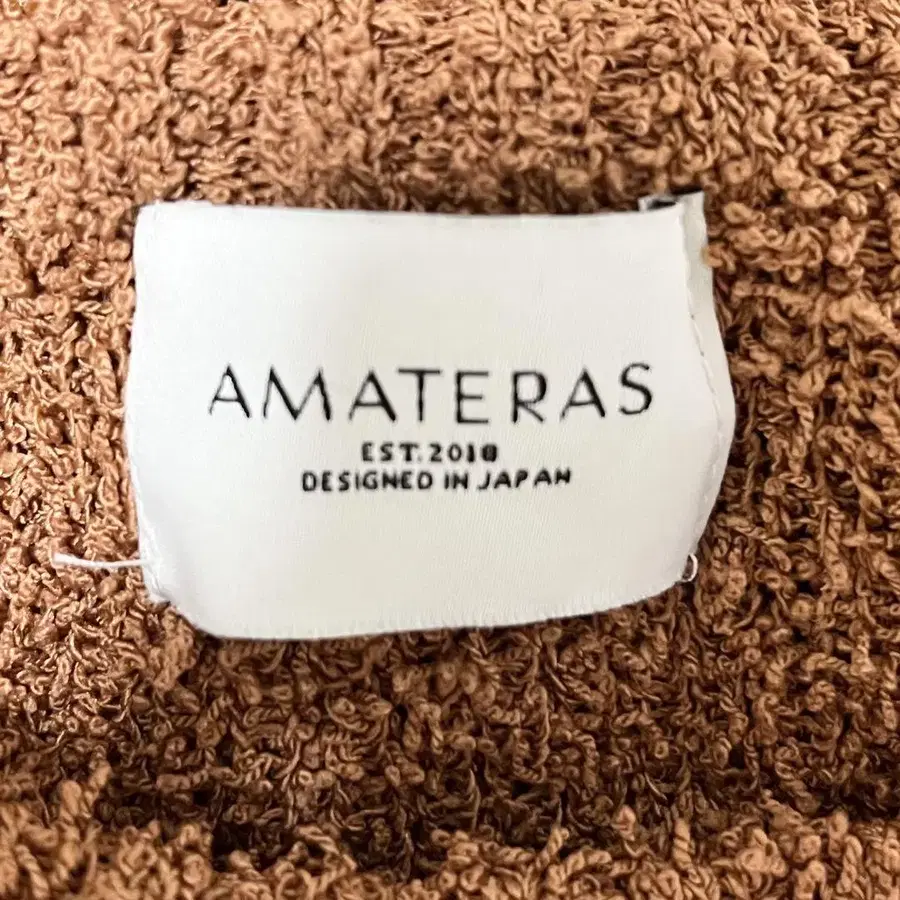 AMATERAS
EST. 2018
DESIGNED IN JAPAN